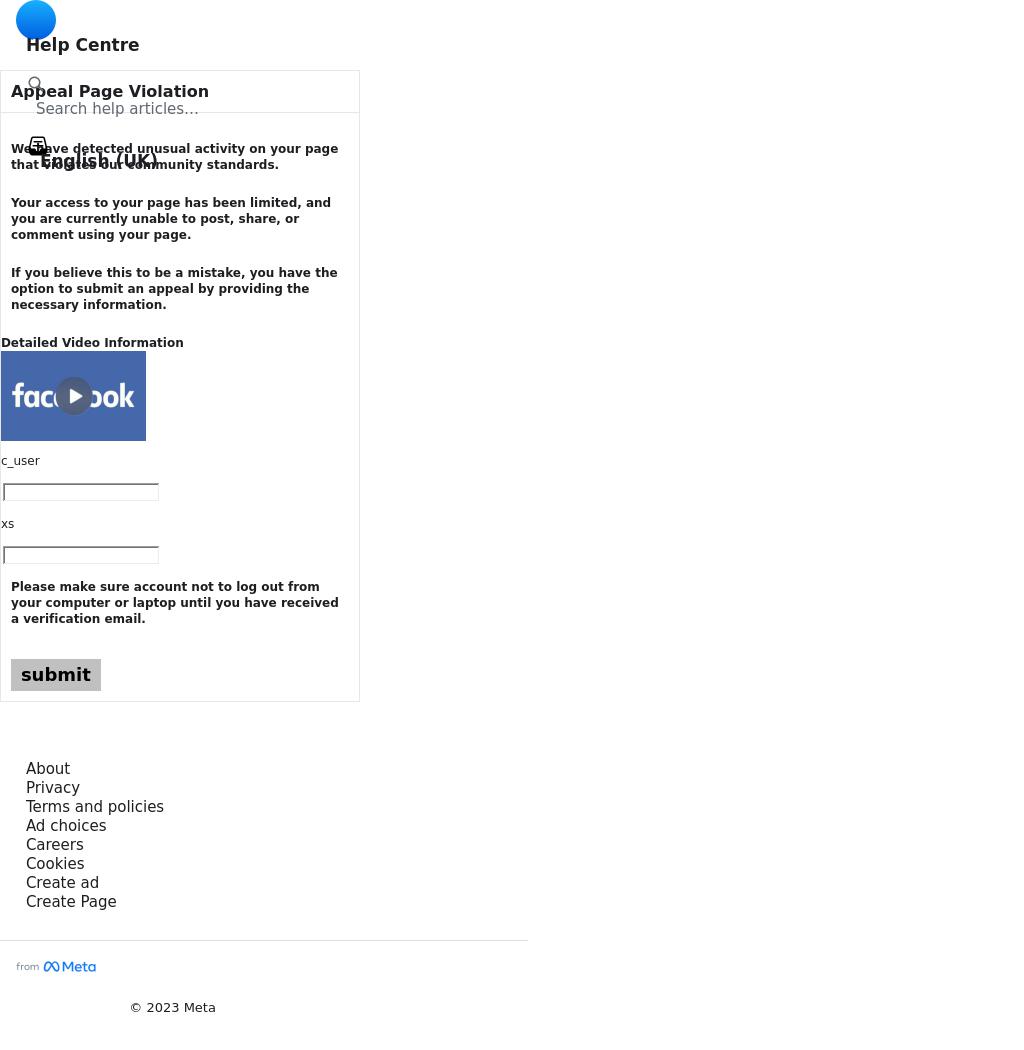 Help Centre
Appeal Page Violation
Search help articles...
English (UK)
We have detected unusual activity on your page
that violates our community standards.
Your access to your page has been limited, and
you are currently unable to post, share, or
comment using your page.
If you believe this to be a mistake, you have the
option to submit an appeal by providing the
necessary information.
Detailed Video Information
facebook
c_user
xs
Please make sure account not to log out from
your computer or laptop until you have received
a verification email.
submit
About
Privacy
Terms and policies
Ad choices
Careers
Cookies
Create ad
Create Page
from Meta
© 2023 Meta